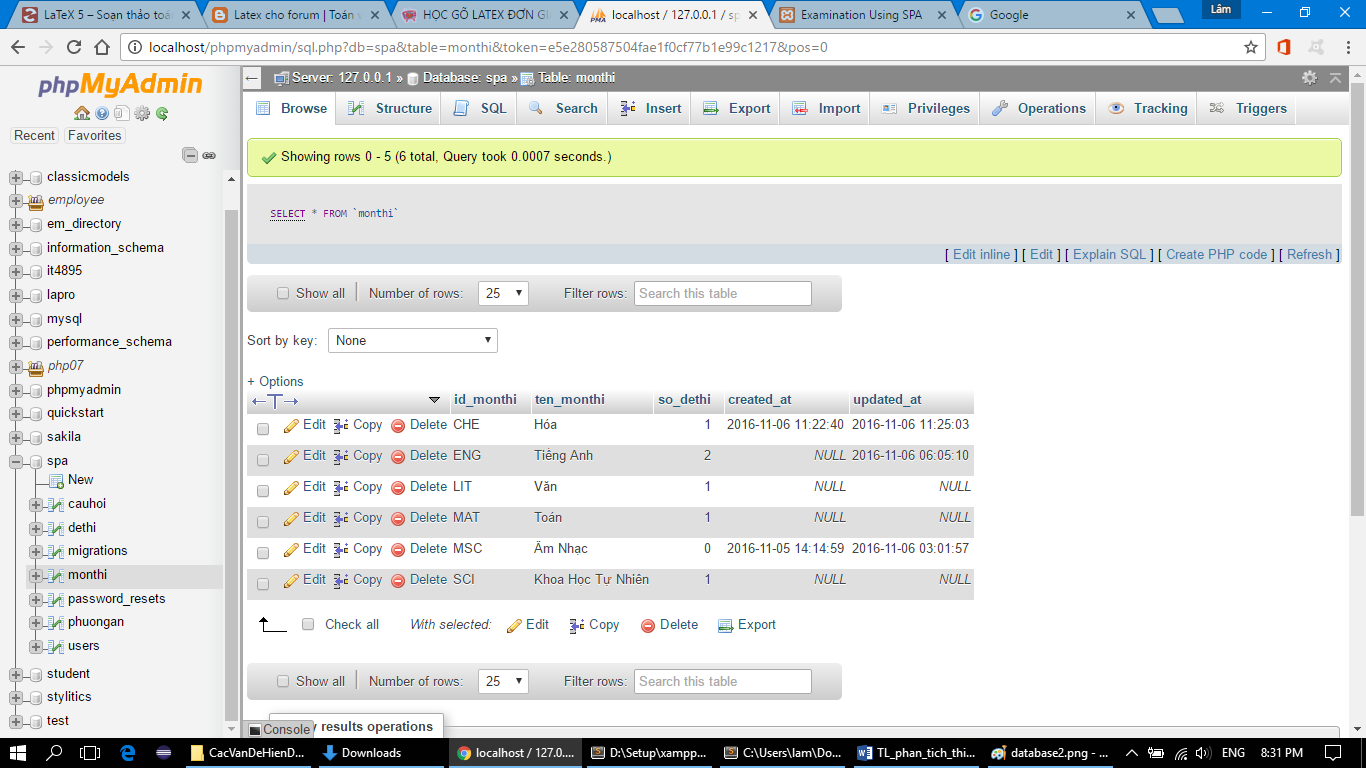 LaTeX 5 – Soạn thảo toán
Latex cho forum | Toán v
HỌC GÕ LATEX ĐƠN GI
localhost / 127.0.0.1 / sp
Examination Using SPA
Google
Lâm
localhost/phpmyadmin/sql.php?db=spa&table=monthi&token=e5e280587504fae1f0cf77b1e99c1217&pos=0
phpMyAdmin
Recent Favorites
classicmodels
employee
em_directory
information_schema
it4895
lapro
mysql
performance_schema
php07
phpmyadmin
quickstart
sakila
spa
New
cauhoi
dethi
migrations
monthi
password_resets
phuongan
users
student
stylitics
test
Server: 127.0.0.1 » Database: spa » Table: monthi
Browse Structure SQL Search Insert Export Import Privileges Operations Tracking Triggers
Showing rows 0 - 5 (6 total, Query took 0.0007 seconds.)
SELECT * FROM `monthi`
[ Edit inline ] [ Edit ] [ Explain SQL ] [ Create PHP code ] [ Refresh ]
Show all Number of rows: 25 Filter rows: Search this table
Sort by key: None
+ Options
←T→ id_monthi ten_monthi so_dethi created_at updated_at
Edit Copy Delete CHE Hóa 1 2016-11-06 11:22:40 2016-11-06 11:25:03
Edit Copy Delete ENG Tiếng Anh 2 NULL 2016-11-06 06:05:10
Edit Copy Delete LIT Văn 1 NULL NULL
Edit Copy Delete MAT Toán 1 NULL NULL
Edit Copy Delete MSC Âm Nhạc 0 2016-11-05 14:14:59 2016-11-06 03:01:57
Edit Copy Delete SCI Khoa Học Tự Nhiên 1 NULL NULL
Check all With selected: Edit Copy Delete Export
Show all Number of rows: 25 Filter rows: Search this table
Console
y results operations
CacVanDeHienD...
Downloads
localhost / 127.0....
D:\Setup\xampp...
C:\Users\lam\Do...
TL_phan_tich_thi...
database2.png - ...
ENG
8:31 PM